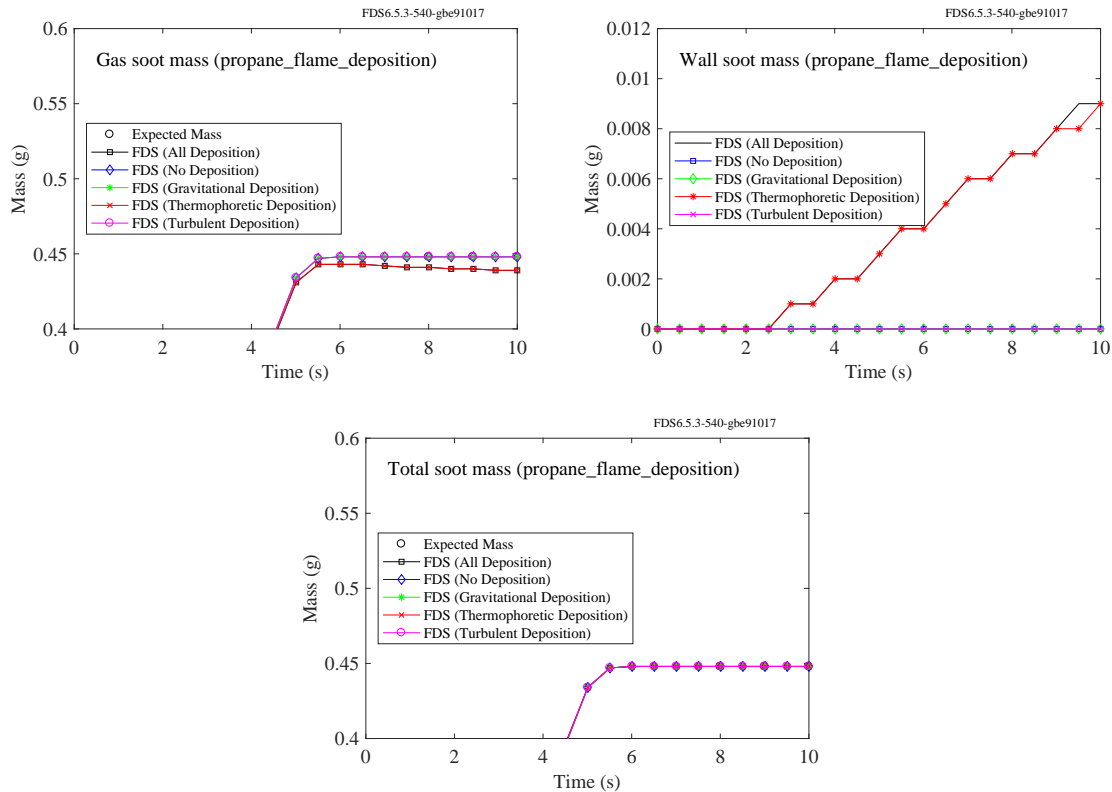 FDS6.5.3-540-gbe91017
Gas soot mass (propane_flame_deposition)
Mass (g)
0.6
0.55
0.5
0.45
0.4
Expected Mass
FDS (All Deposition)
FDS (No Deposition)
FDS (Gravitational Deposition)
FDS (Thermophoretic Deposition)
FDS (Turbulent Deposition)
0 2 4 6 8 10
Time (s)
FDS6.5.3-540-gbe91017
Wall soot mass (propane_flame_deposition)
Mass (g)
0.012
0.01
0.008
0.006
0.004
0.002
0
FDS (All Deposition)
FDS (No Deposition)
FDS (Gravitational Deposition)
FDS (Thermophoretic Deposition)
FDS (Turbulent Deposition)
0 2 4 6 8 10
Time (s)
FDS6.5.3-540-gbe91017
Total soot mass (propane_flame_deposition)
Mass (g)
0.6
0.55
0.5
0.45
0.4
Expected Mass
FDS (All Deposition)
FDS (No Deposition)
FDS (Gravitational Deposition)
FDS (Thermophoretic Deposition)
FDS (Turbulent Deposition)
0 2 4 6 8 10
Time (s)